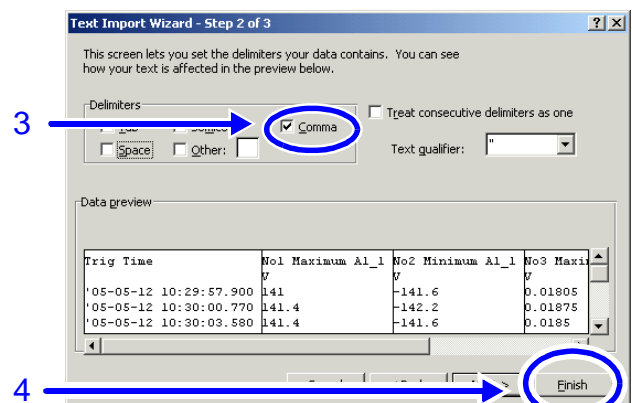 Text Import Wizard - Step 2 of 3
This screen lets you set the delimiters your data contains. You can see
how your text is affected in the preview below.
Delimiters
3
Comma
Treat consecutive delimiters as one
Space Other:
Text qualifier: "
Data preview
Trig Time No1 Maximum A1_1 No2 Minimum A1_1 No3 Maxi
V V V
'05-05-12 10:29:57.900 141 -141.6 0.01805
'05-05-12 10:30:00.770 141.4 -142.2 0.01875
'05-05-12 10:30:03.580 141.4 -141.6 0.0185
4
Finish